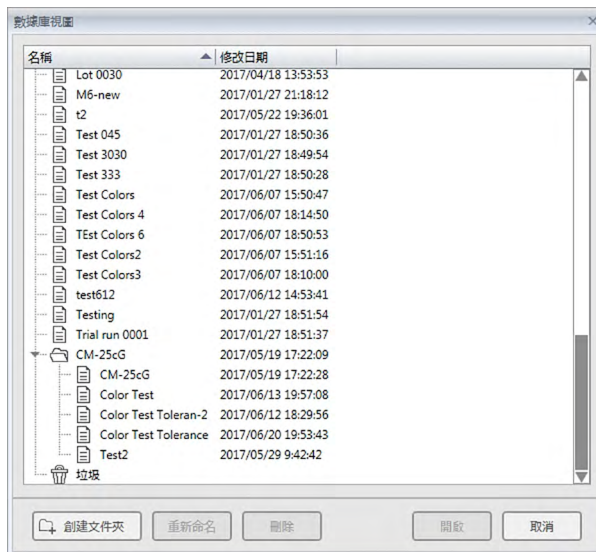 數據庫視圖
名稱 修改日期
Lot 0030 2017/04/18 13:53:53
M6-new 2017/01/27 21:18:12
t2 2017/05/22 19:36:01
Test 045 2017/01/27 18:50:36
Test 3030 2017/01/27 18:49:54
Test 333 2017/01/27 18:50:28
Test Colors 2017/06/07 15:50:47
Test Colors 4 2017/06/07 18:14:50
TEst Colors 6 2017/06/07 18:50:53
Test Colors2 2017/06/07 15:51:16
Test Colors3 2017/06/07 18:10:00
test612 2017/06/12 14:53:41
Testing 2017/01/27 18:51:54
Trial run 0001 2017/01/27 18:51:37
CM-25cG 2017/05/19 17:22:09
CM-25cG 2017/05/19 17:22:28
Color Test 2017/06/13 19:57:08
Color Test Toleran-2 2017/06/12 18:29:56
Color Test Tolerance 2017/06/20 19:53:43
Test2 2017/05/29 9:42:42
垃圾
創建文件夾 重新命名 刪除 開啟 取消